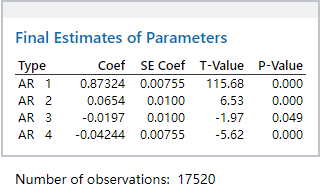 Final Estimates of Parameters
Type Coef SE Coef T-Value P-Value
AR 1 0.87324 0.00755 115.68 0.000
AR 2 0.0654 0.0100 6.53 0.000
AR 3 -0.0197 0.0100 -1.97 0.049
AR 4 -0.04244 0.00755 -5.62 0.000
Number of observations: 17520